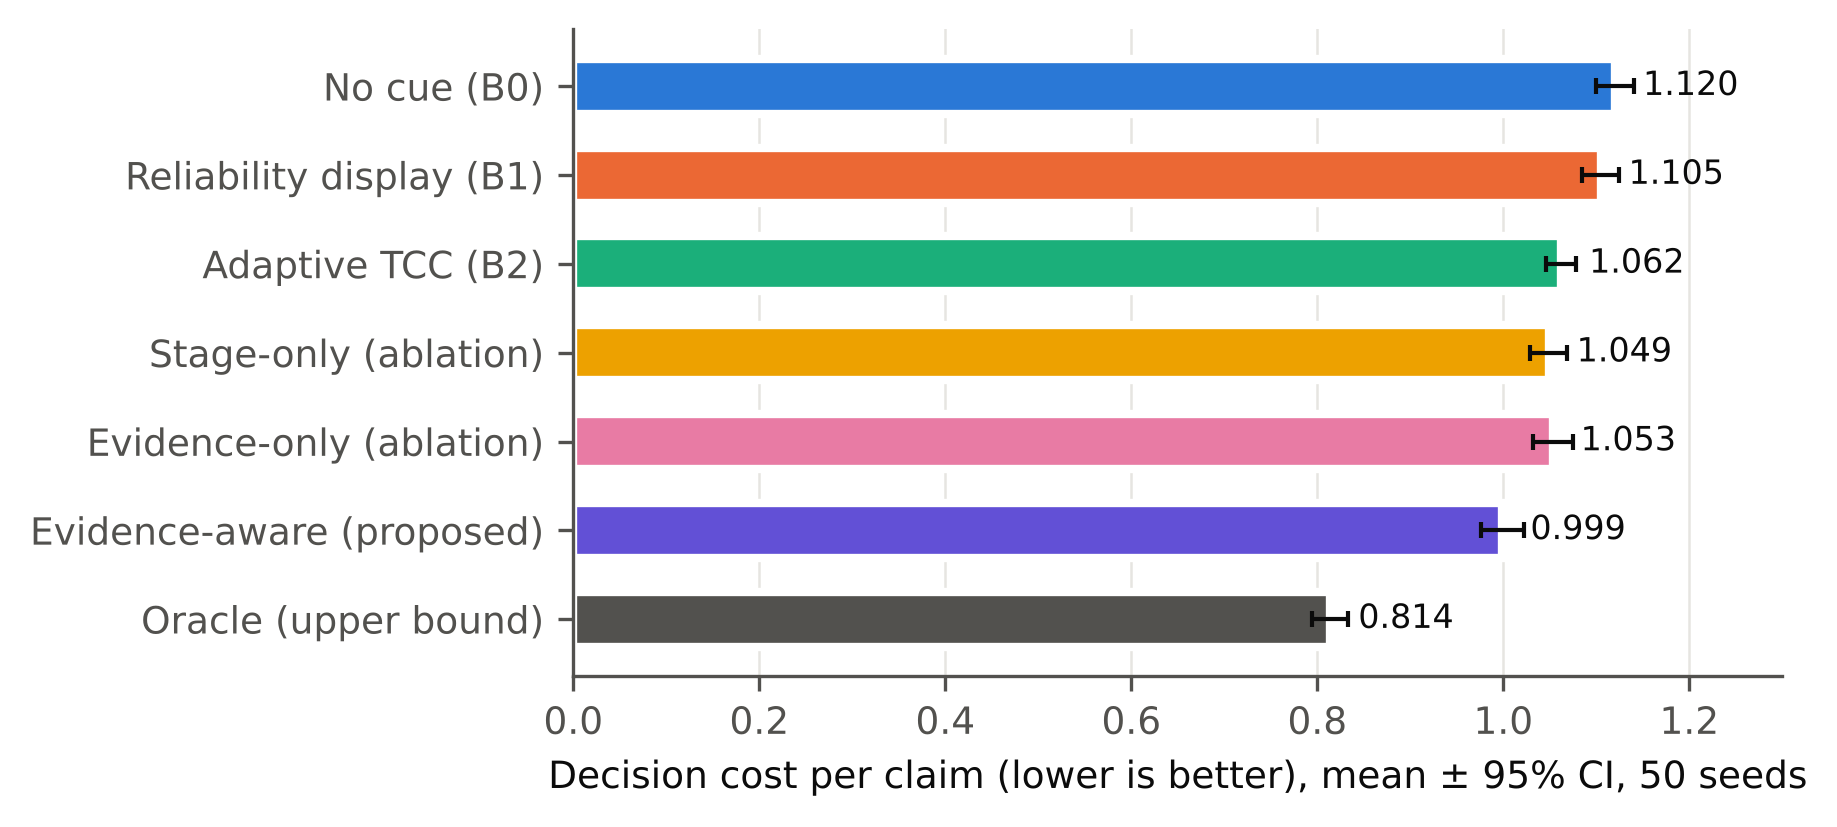 No cue (B0)
1.120
Reliability display (B1)
1.105
Adaptive TCC (B2)
1.062
Stage-only (ablation)
1.049
Evidence-only (ablation)
1.053
Evidence-aware (proposed)
0.999
Oracle (upper bound)
0.814
0.0 0.2 0.4 0.6 0.8 1.0 1.2
Decision cost per claim (lower is better), mean ± 95% CI, 50 seeds